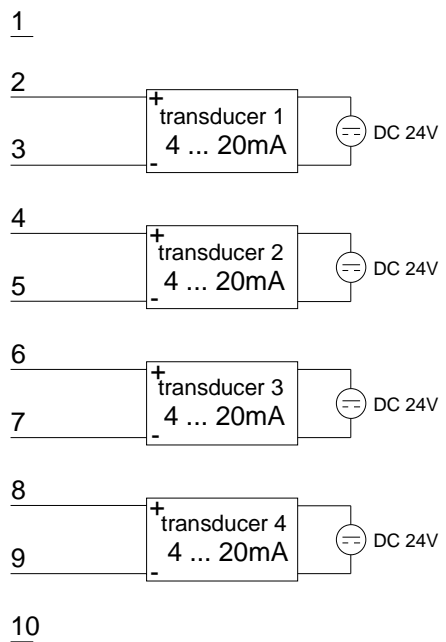 1
2
+
transducer 1
DC 24V
3
-
4 ... 20mA
4
+
transducer 2
DC 24V
5
-
4 ... 20mA
6
+
transducer 3
DC 24V
7
-
4 ... 20mA
8
+
transducer 4
DC 24V
9
-
4 ... 20mA
10